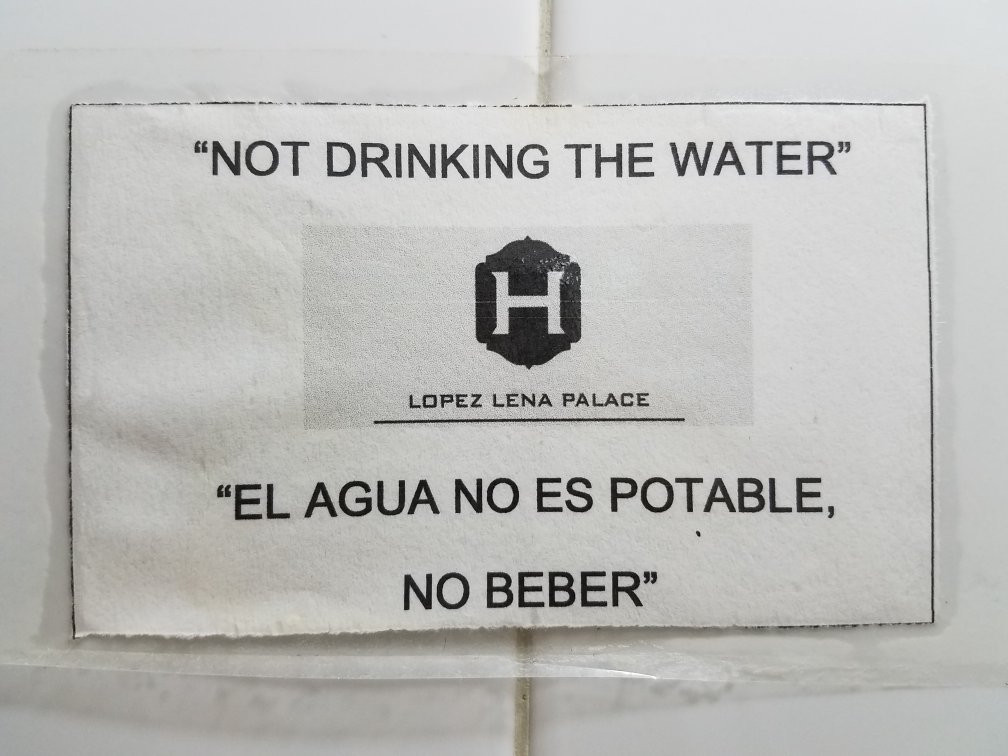 “NOT DRINKING THE WATER”
H
LOPEZ LENA PALACE
“EL AGUA NO ES POTABLE,
NO BEBER”